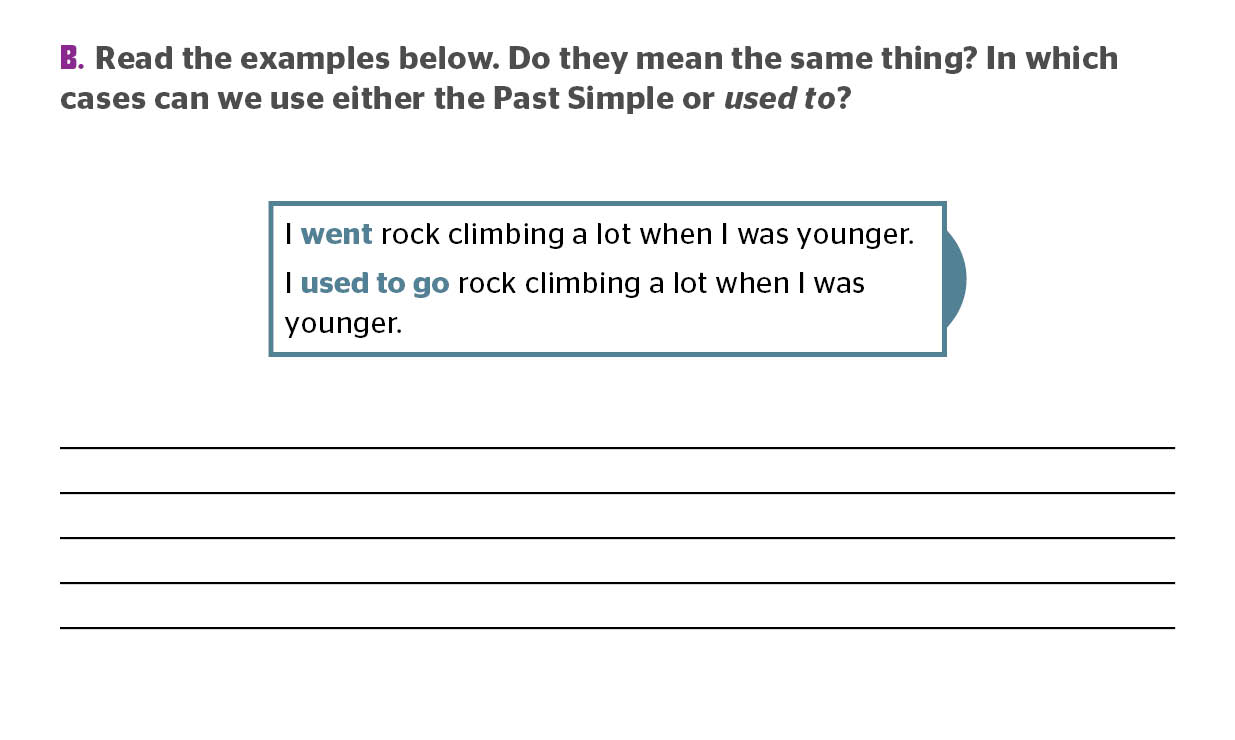 B. Read the examples below. Do they mean the same thing? In which
cases can we use either the Past Simple or used to?
I went rock climbing a lot when I was younger.
I used to go rock climbing a lot when I was
younger.